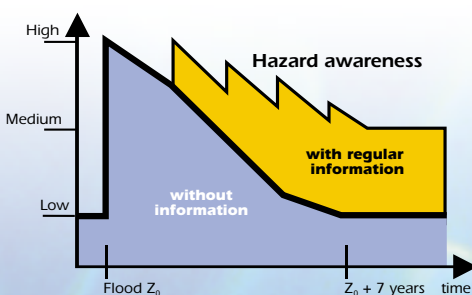 High
Hazard awareness
Medium
with regular
information
without
information
Low
Flood Z₀
Z₀ + 7 years
time